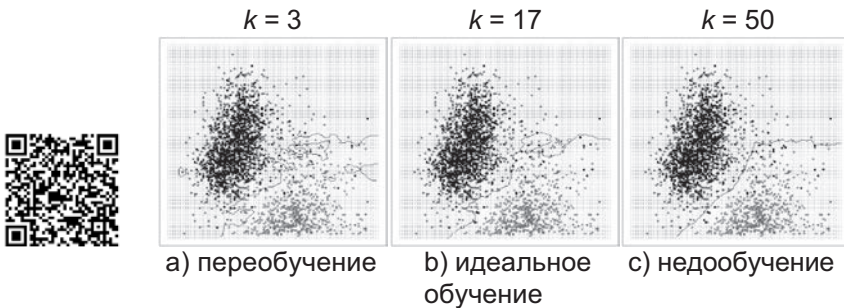 k = 3
k = 17
k = 50
a) переобучение
b) идеальное
обучение
c) недообучение